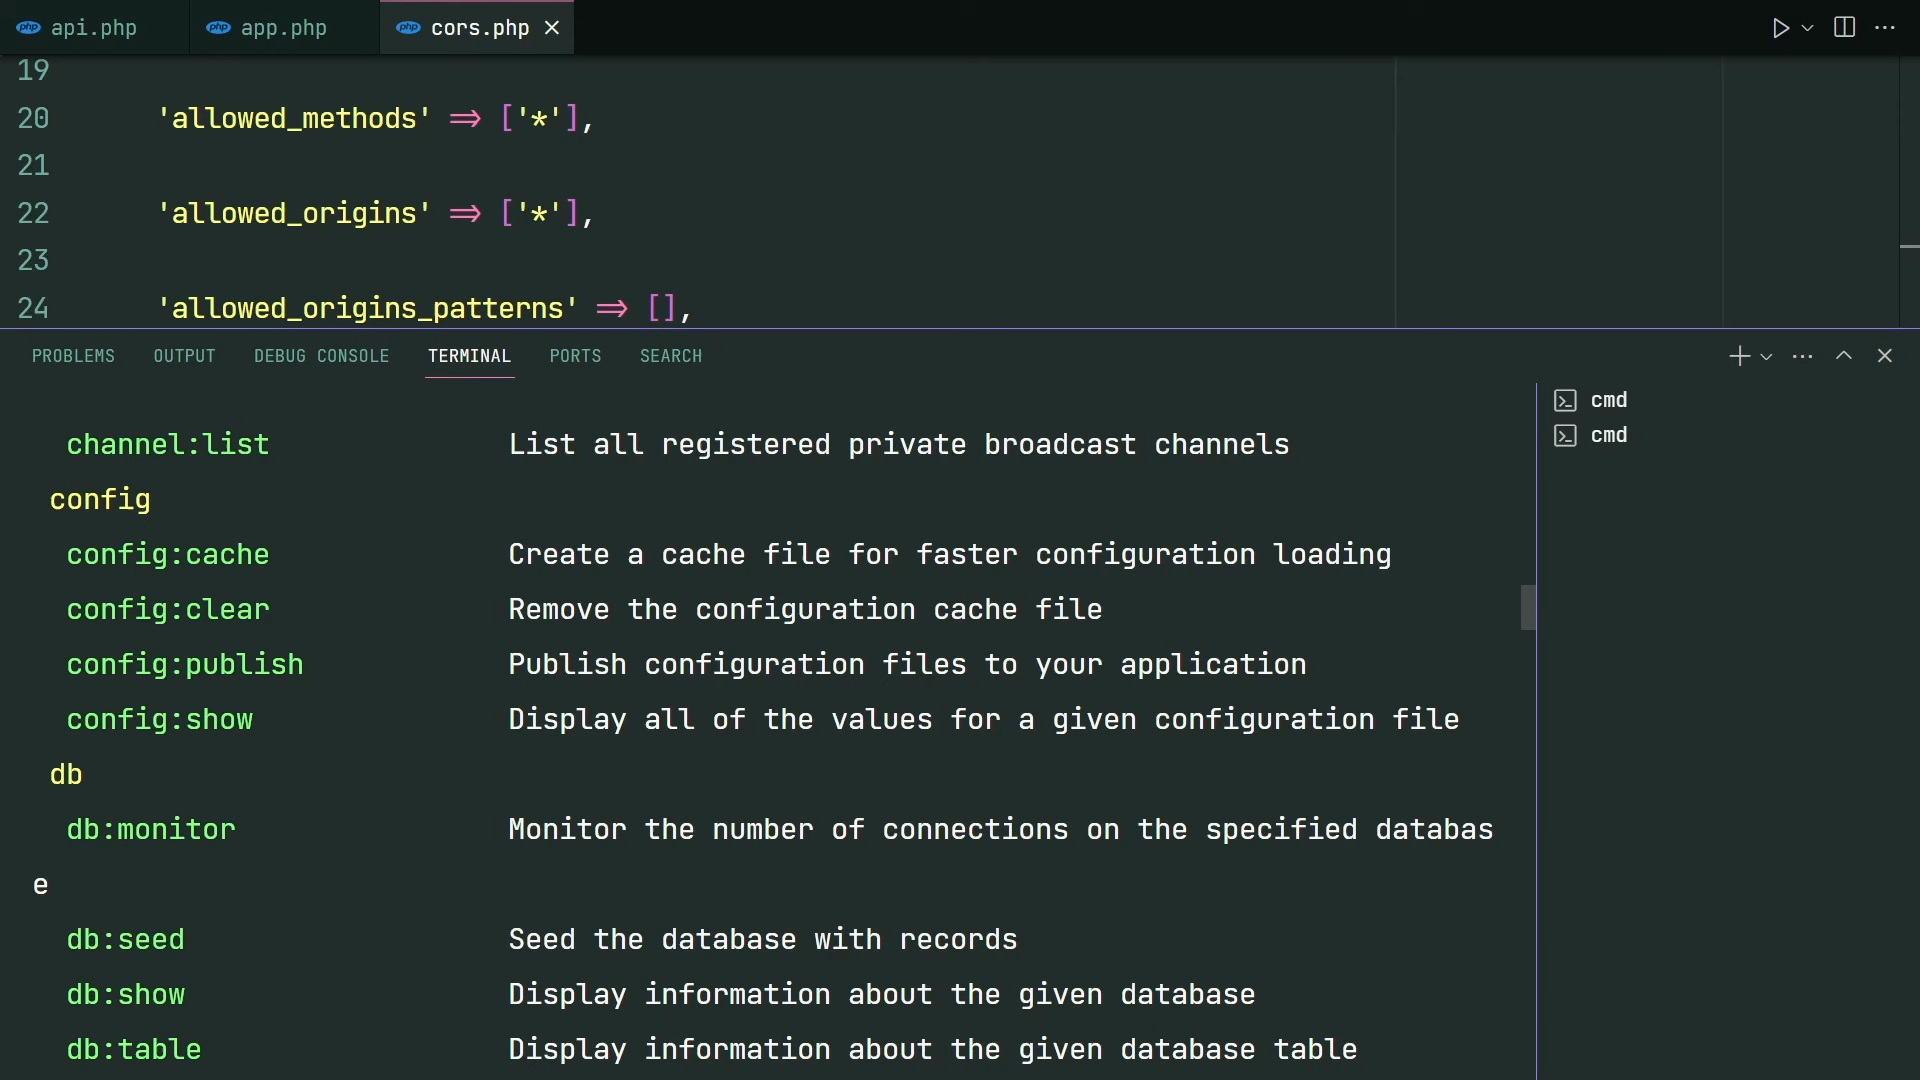 api.php app.php cors.php
19
20 'allowed_methods' => ['*'],
21
22 'allowed_origins' => ['*'],
23
24 'allowed_origins_patterns' => [],
PROBLEMS OUTPUT DEBUG CONSOLE TERMINAL PORTS SEARCH
cmd
cmd
channel:list List all registered private broadcast channels
config
config:cache Create a cache file for faster configuration loading
config:clear Remove the configuration cache file
config:publish Publish configuration files to your application
config:show Display all of the values for a given configuration file
db
db:monitor Monitor the number of connections on the specified databas
e
db:seed Seed the database with records
db:show Display information about the given database
db:table Display information about the given database table